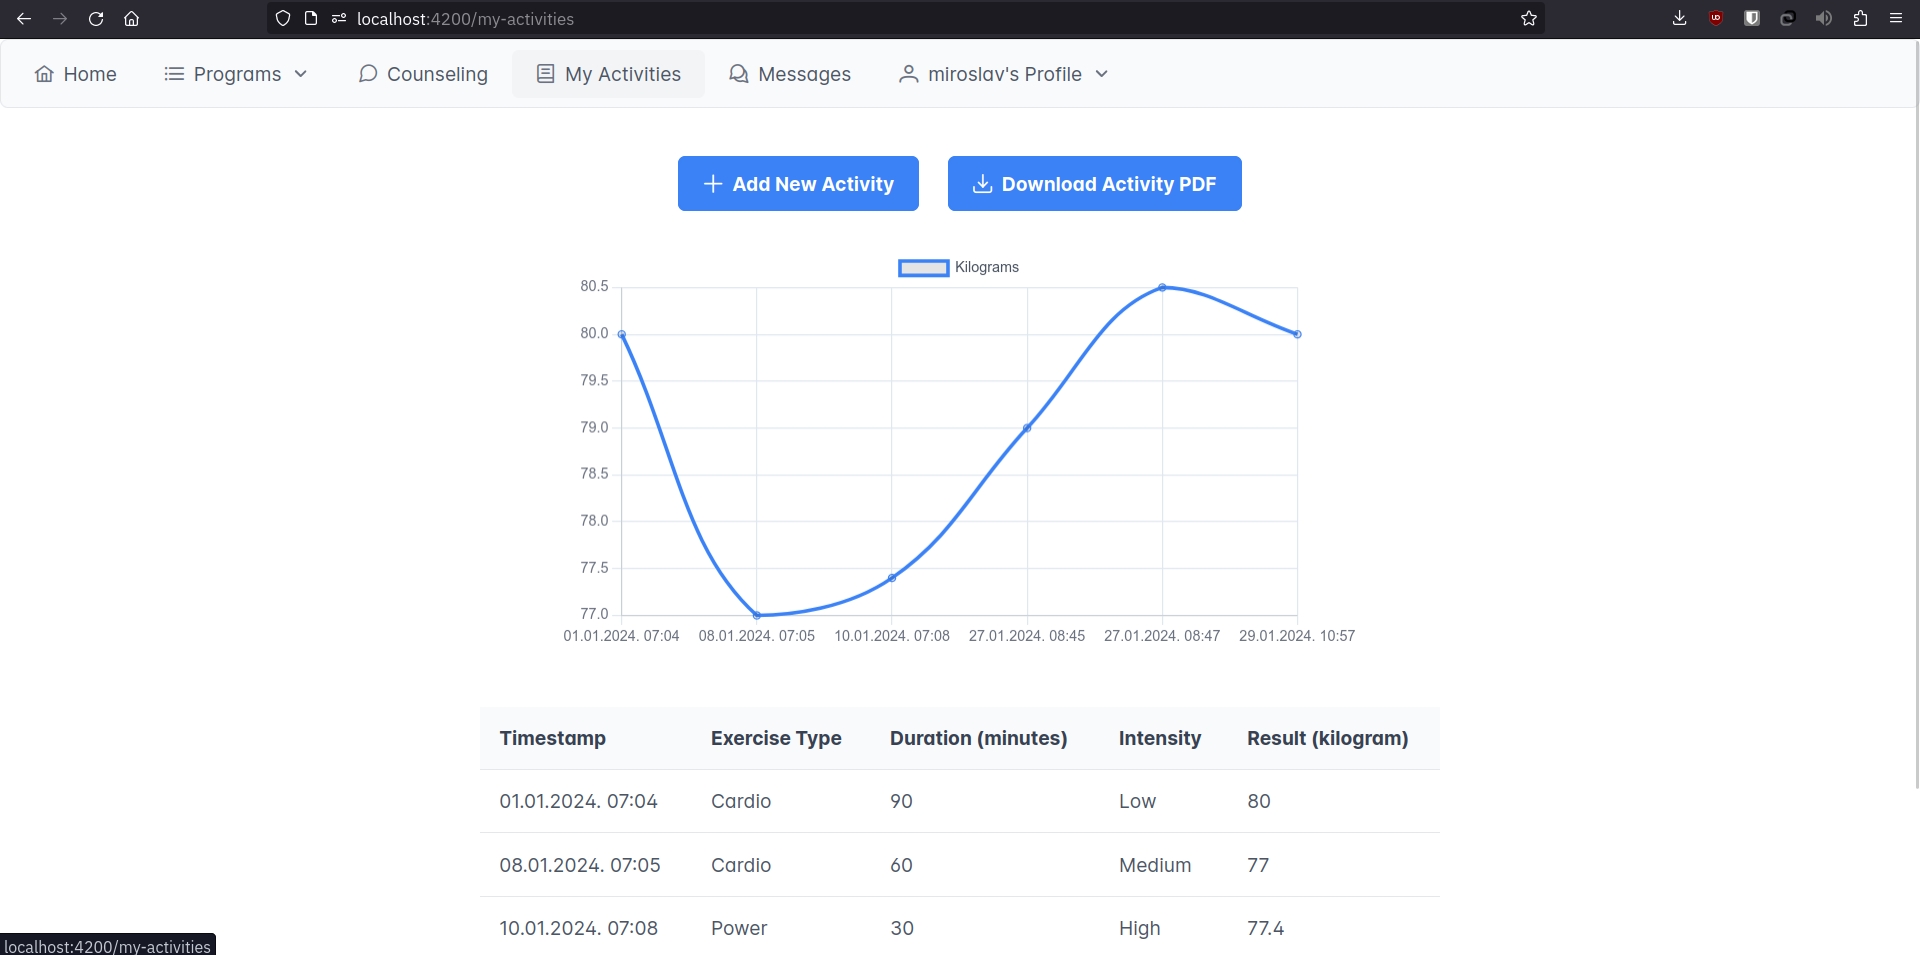 localhost:4200/my-activities
Home Programs Counseling My Activities Messages miroslav's Profile
Add New Activity Download Activity PDF
Kilograms
80.5
80.0
79.5
79.0
78.5
78.0
77.5
77.0
01.01.2024. 07:04 08.01.2024. 07:05 10.01.2024. 07:08 27.01.2024. 08:45 27.01.2024. 08:47 29.01.2024. 10:57
Timestamp Exercise Type Duration (minutes) Intensity Result (kilogram)
01.01.2024. 07:04 Cardio 90 Low 80
08.01.2024. 07:05 Cardio 60 Medium 77
10.01.2024. 07:08 Power 30 High 77.4
localhost:4200/my-activities